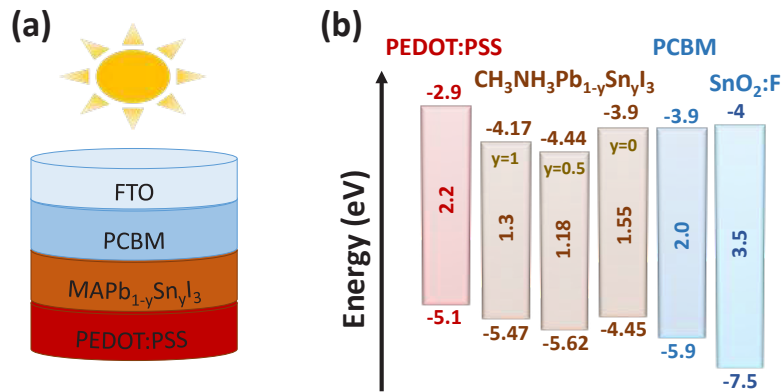 (a)
FTO
PCBM
MAPb₁₋ySnyI₃
PEDOT:PSS
(b)
Energy (eV)
PEDOT:PSS
CH₃NH₃Pb₁₋ySnyI₃
PCBM
SnO₂:F
-2.9
2.2
-5.1
-4.17
y=1
1.3
-5.47
-4.44
y=0.5
1.18
-5.62
-3.9
y=0
1.55
-4.45
-3.9
2.0
-5.9
-4
3.5
-7.5